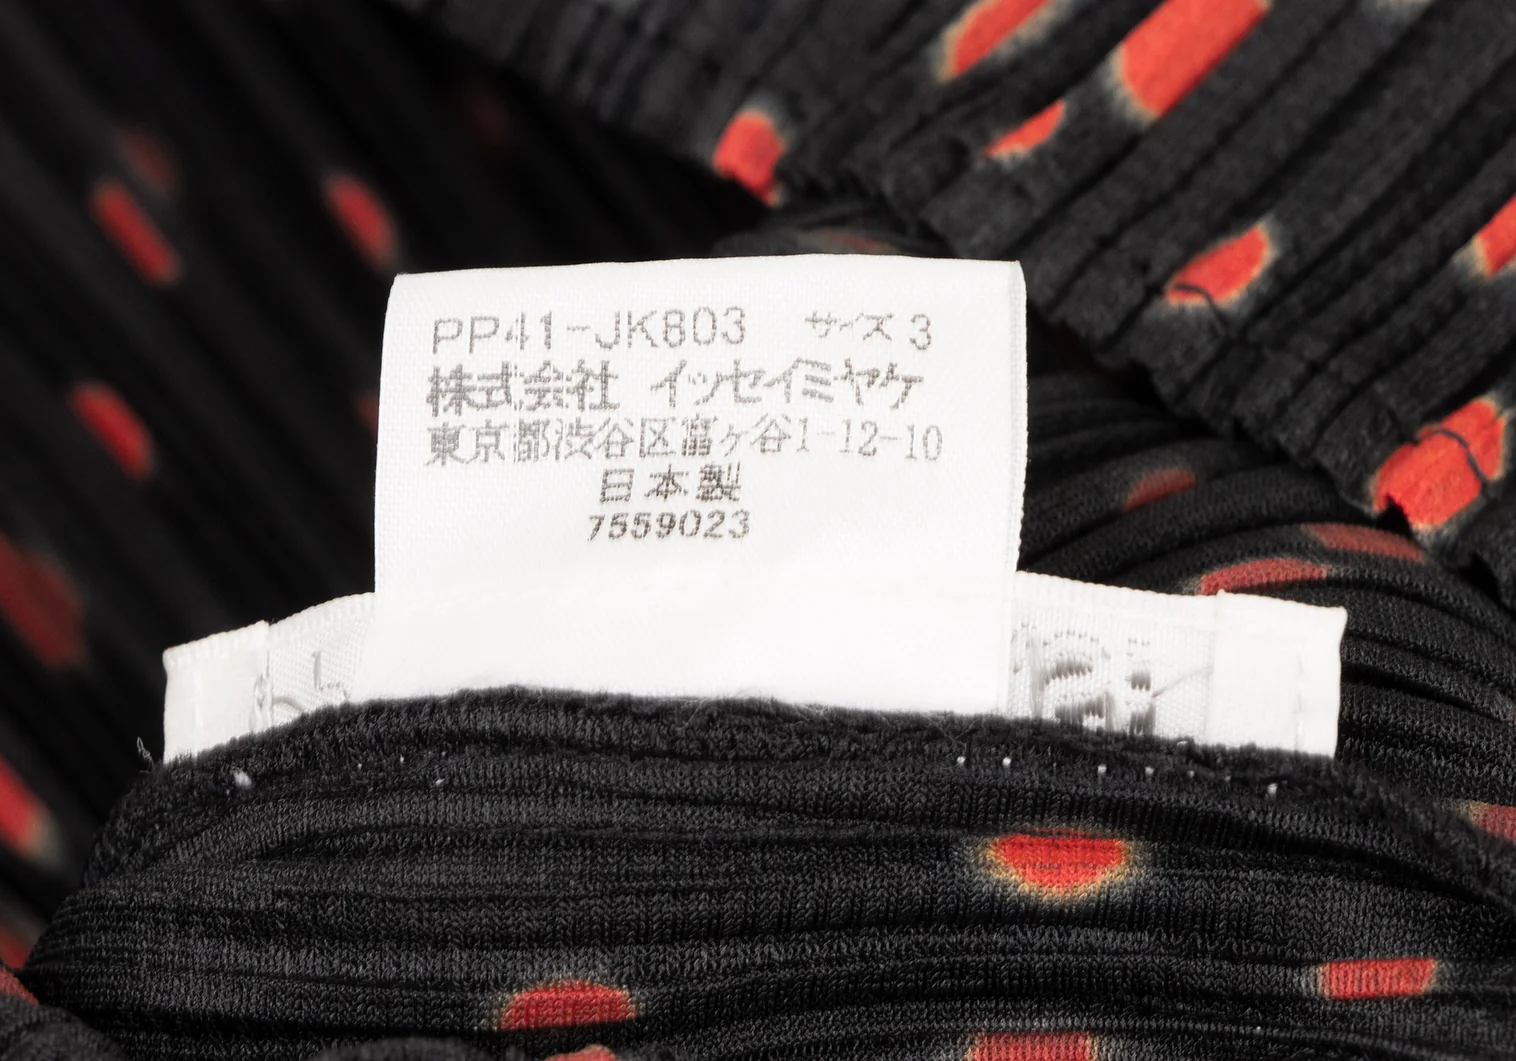 PP41-JK803 サイズ 3
株式会社 イッセイミヤケ
東京都渋谷区富ヶ谷1-12-10
日本製
7559023